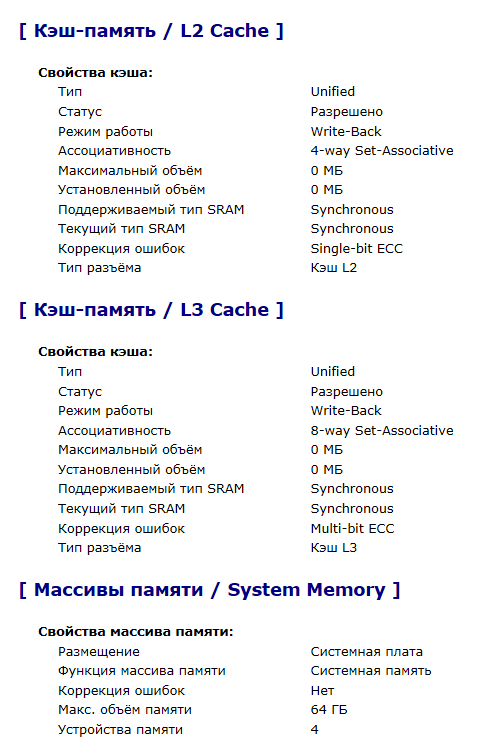 [ Кэш-память / L2 Cache ]
Свойства кэша:
Тип Unified
Статус Разрешено
Режим работы Write-Back
Ассоциативность 4-way Set-Associative
Максимальный объём 0 МБ
Установленный объём 0 МБ
Поддерживаемый тип SRAM Synchronous
Текущий тип SRAM Synchronous
Коррекция ошибок Single-bit ECC
Тип разъёма Кэш L2
[ Кэш-память / L3 Cache ]
Свойства кэша:
Тип Unified
Статус Разрешено
Режим работы Write-Back
Ассоциативность 8-way Set-Associative
Максимальный объём 0 МБ
Установленный объём 0 МБ
Поддерживаемый тип SRAM Synchronous
Текущий тип SRAM Synchronous
Коррекция ошибок Multi-bit ECC
Тип разъёма Кэш L3
[ Массивы памяти / System Memory ]
Свойства массива памяти:
Размещение Системная плата
Функция массива памяти Системная память
Коррекция ошибок Нет
Макс. объём памяти 64 ГБ
Устройства памяти 4